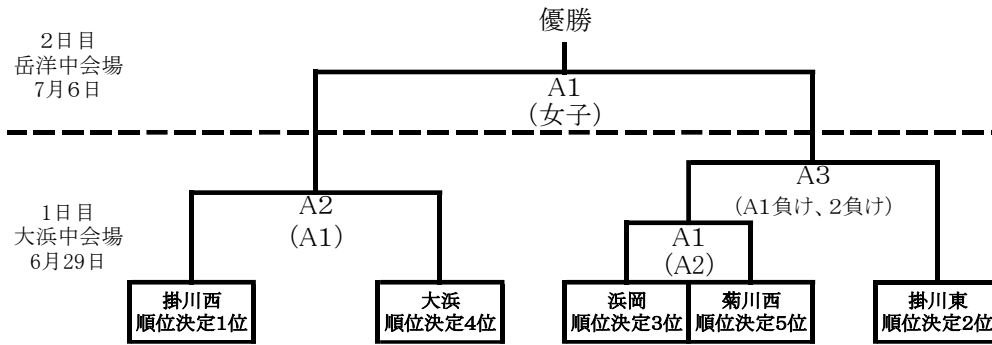 優勝
2日目
岳洋中会場
7月6日
A1
(女子)
A3
(A1負け、2負け)
1日目
大浜中会場
6月29日
A2
(A1)
A1
(A2)
掛川西
順位決定1位
大浜
順位決定4位
浜岡
順位決定3位
菊川西
順位決定5位
掛川東
順位決定2位